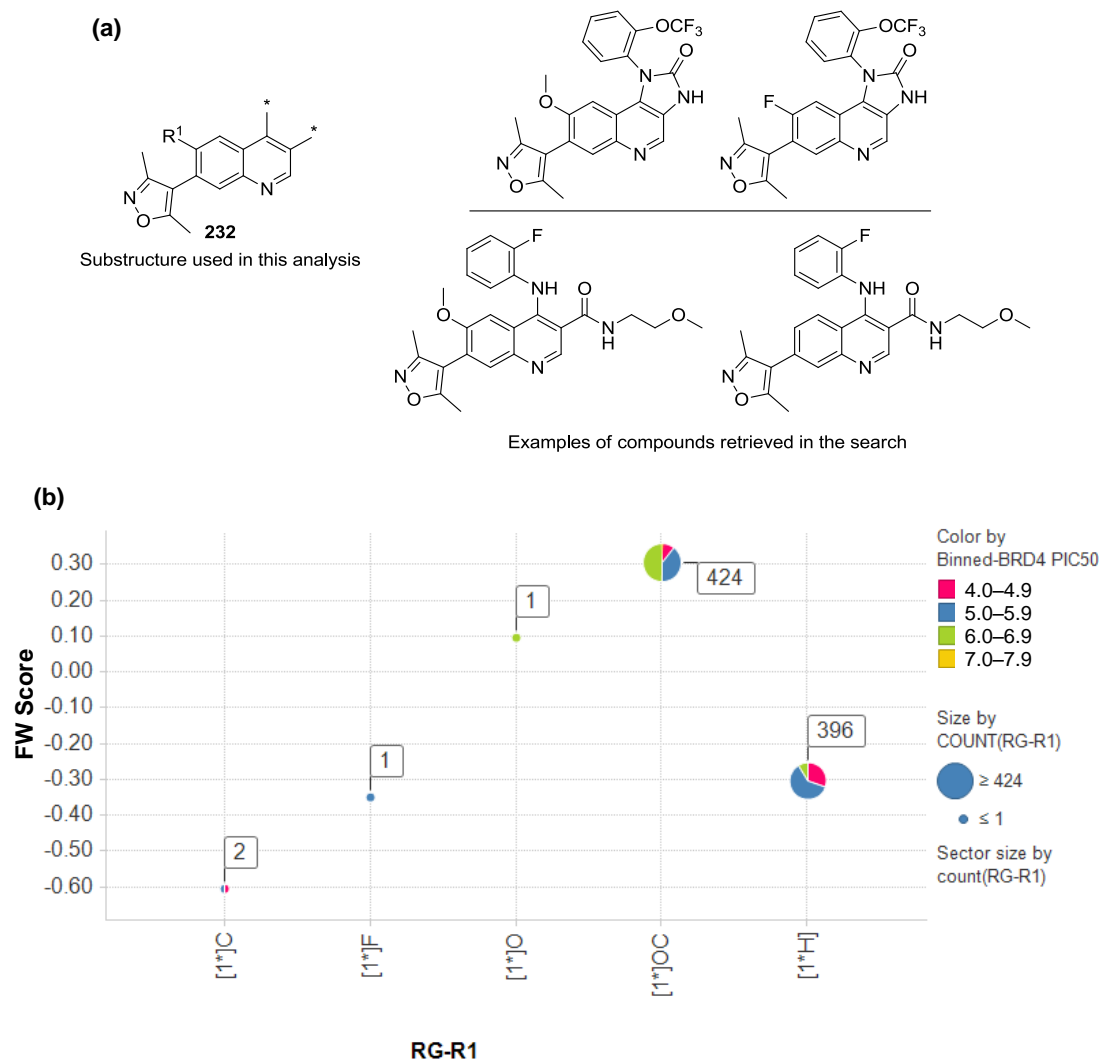 (a)
R1
*
*
N
O
N
232
Substructure used in this analysis
OCF3
O
N
NH
O
N
N
O
OCF3
O
N
NH
F
N
N
O
F
NH
O
O
N
H
O
N
N
O
F
NH
O
N
H
O
N
N
O
Examples of compounds retrieved in the search
(b)
FW Score
0.30
0.20
0.10
0.00
-0.10
-0.20
-0.30
-0.40
-0.50
-0.60
2
1
1
424
396
[1*]C
[1*]F
[1*]O
[1*]OC
[1*H]
RG-R1
Color by
Binned-BRD4 PIC50
4.0–4.9
5.0–5.9
6.0–6.9
7.0–7.9
Size by
COUNT(RG-R1)
≥ 424
≤ 1
Sector size by
count(RG-R1)